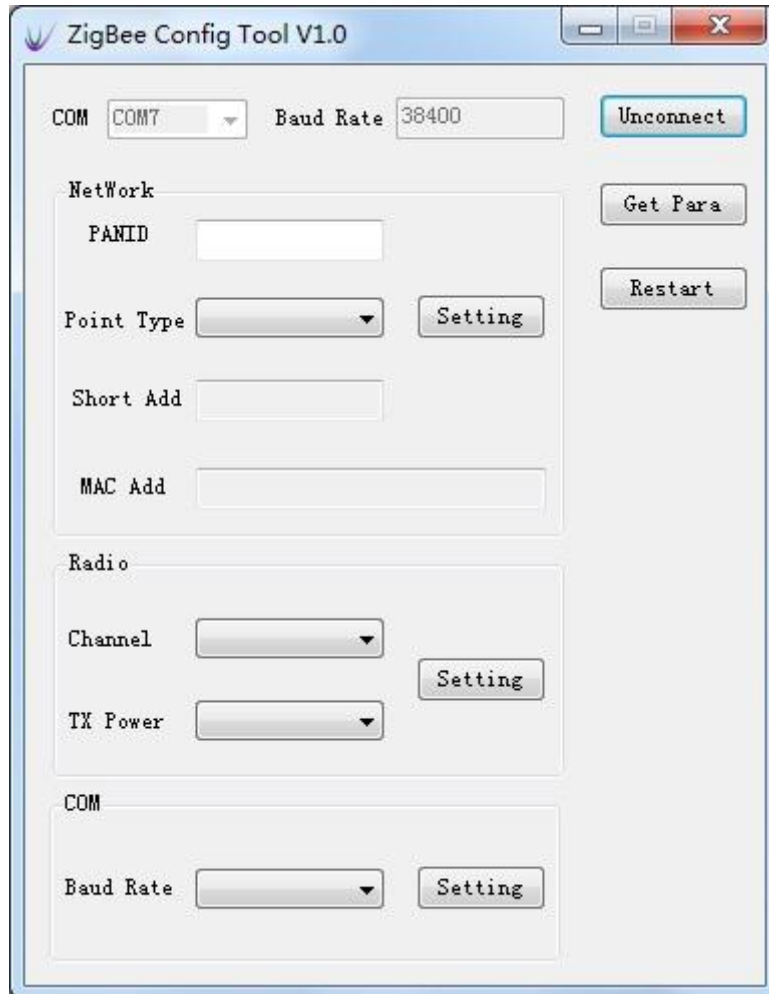 ZigBee Config Tool V1.0
COM COM7 Baud Rate 38400 Unconnect
NetWork
Get Para
PANID
Restart
Point Type Setting
Short Add
MAC Add
Radio
Channel
Setting
TX Power
COM
Baud Rate Setting